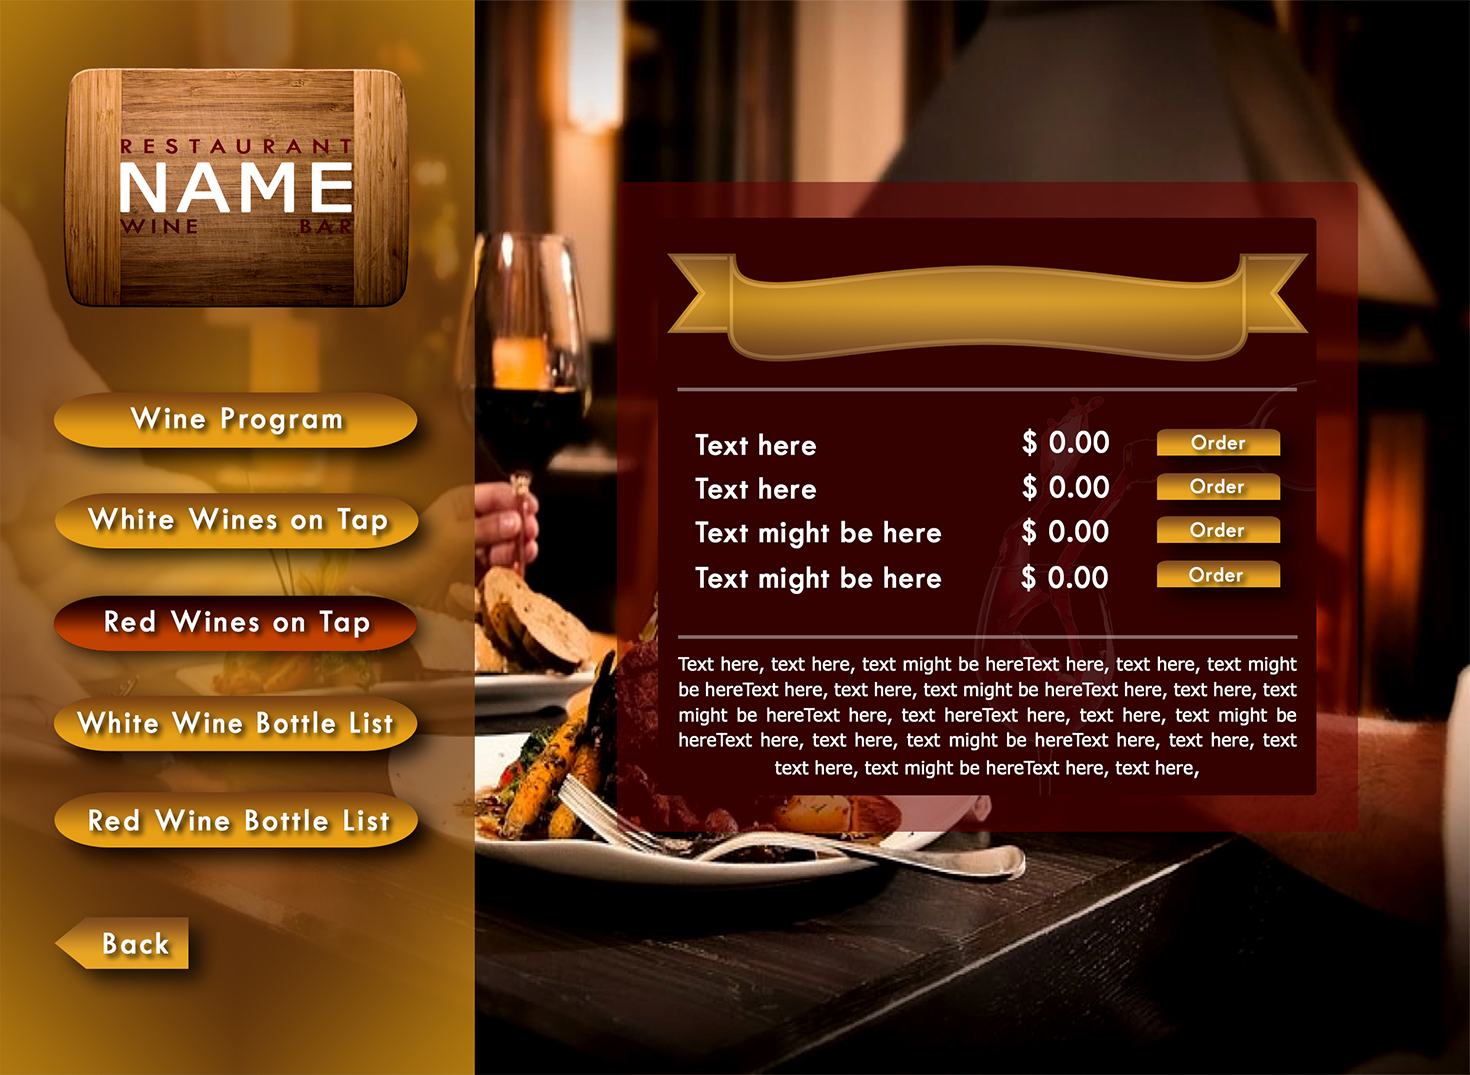 RESTAURANT
NAME
WINE BAR
Wine Program
White Wines on Tap
Red Wines on Tap
White Wine Bottle List
Red Wine Bottle List
Back
Text here $ 0.00 Order
Text here $ 0.00 Order
Text might be here $ 0.00 Order
Text might be here $ 0.00 Order
Text here, text here, text might be hereText here, text here, text might
be hereText here, text here, text might be hereText here, text here, text
might be hereText here, text hereText here, text here, text might be
hereText here, text here, text might be hereText here, text here, text
text here, text might be hereText here, text here,